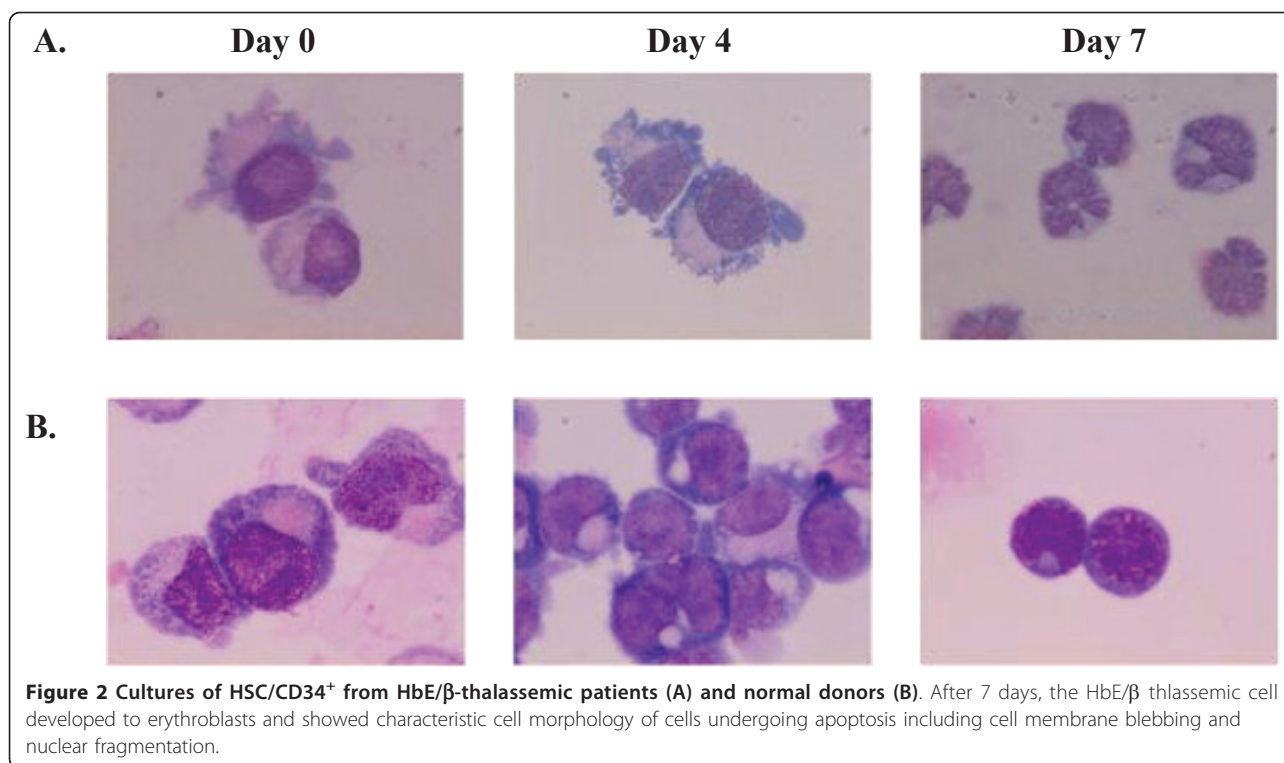 A.
Day 0
Day 4
Day 7
B.
Figure 2 Cultures of HSC/CD34+ from HbE/β-thalassemic patients (A) and normal donors (B). After 7 days, the HbE/β thlassemic cell
developed to erythroblasts and showed characteristic cell morphology of cells undergoing apoptosis including cell membrane blebbing and
nuclear fragmentation.